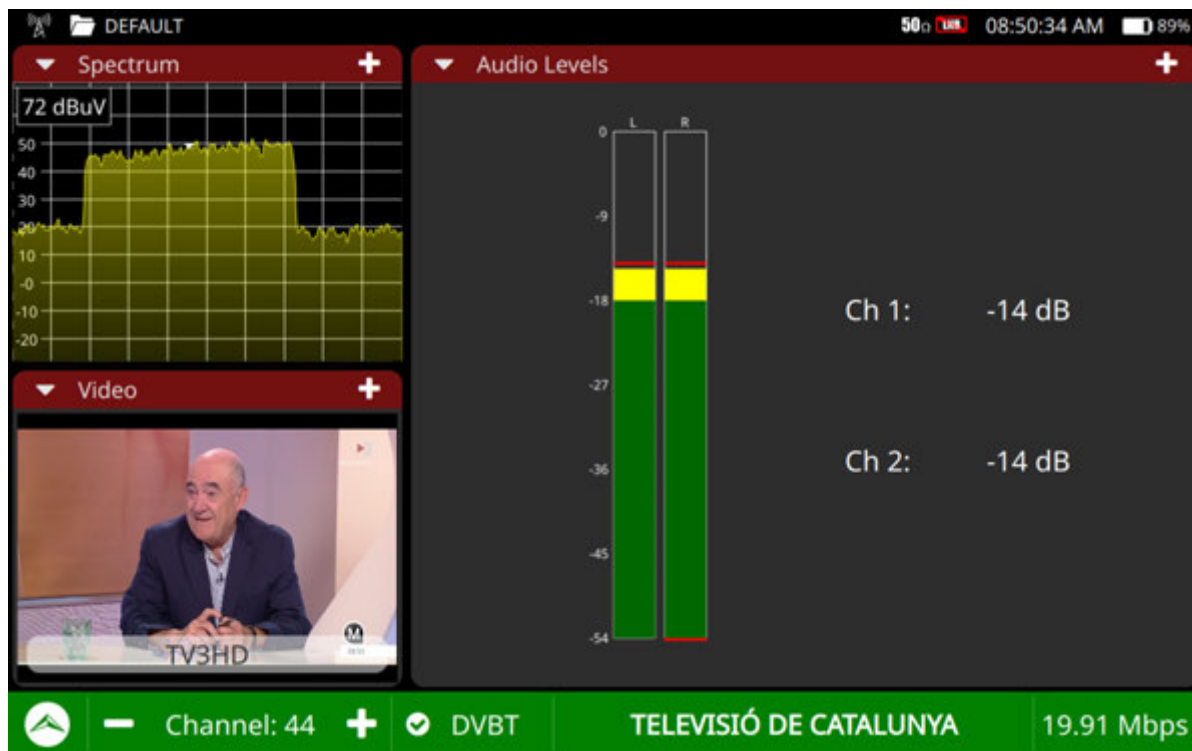 DEFAULT
50Ω
08:50:34 AM
89%
Spectrum
72 dBuV
50
40
30
20
10
-0
-10
-20
Video
TV3HD
M
Audio Levels
L R
0
-9
-18
-27
-36
-45
-54
Ch 1: -14 dB
Ch 2: -14 dB
Channel: 44
DVBT
TELEVISIÓ DE CATALUNYA
19.91 Mbps